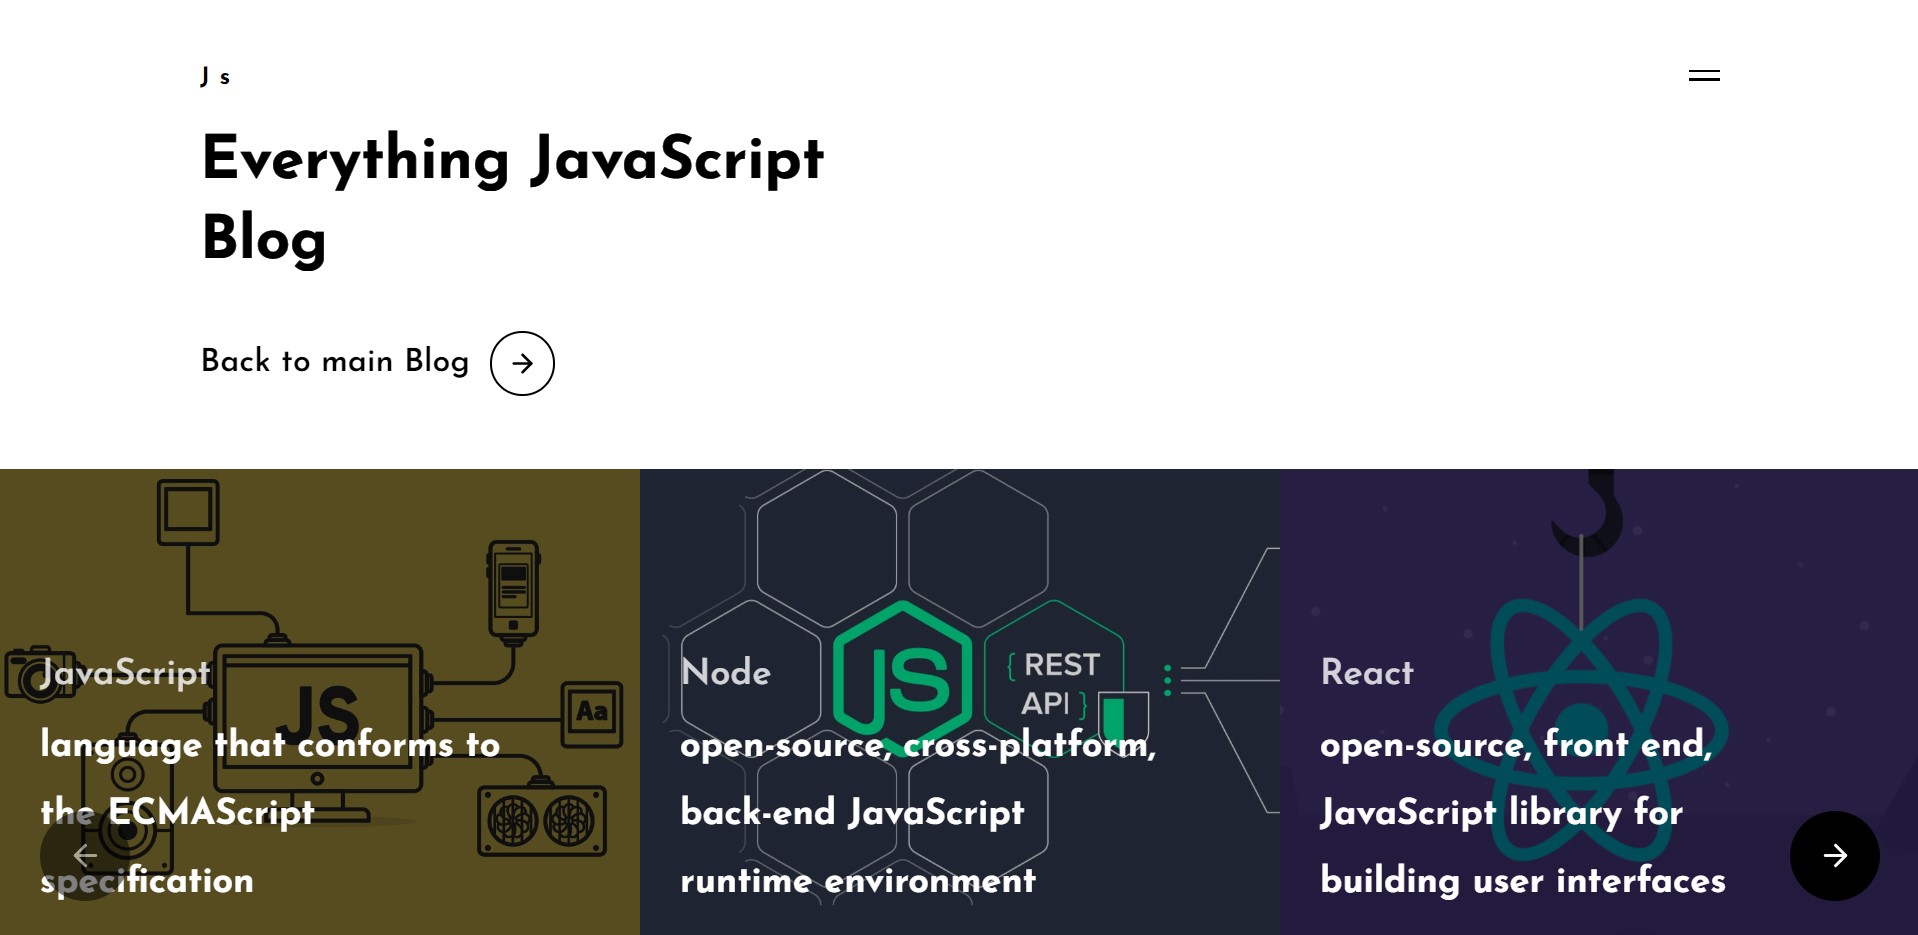 J s
Everything JavaScript
Blog
Back to main Blog
JS
Aa
JavaScript
language that conforms to
the ECMAScript
specification
JS
{ REST
API }
Node
open-source, cross-platform,
back-end JavaScript
runtime environment
React
open-source, front end,
JavaScript library for
building user interfaces